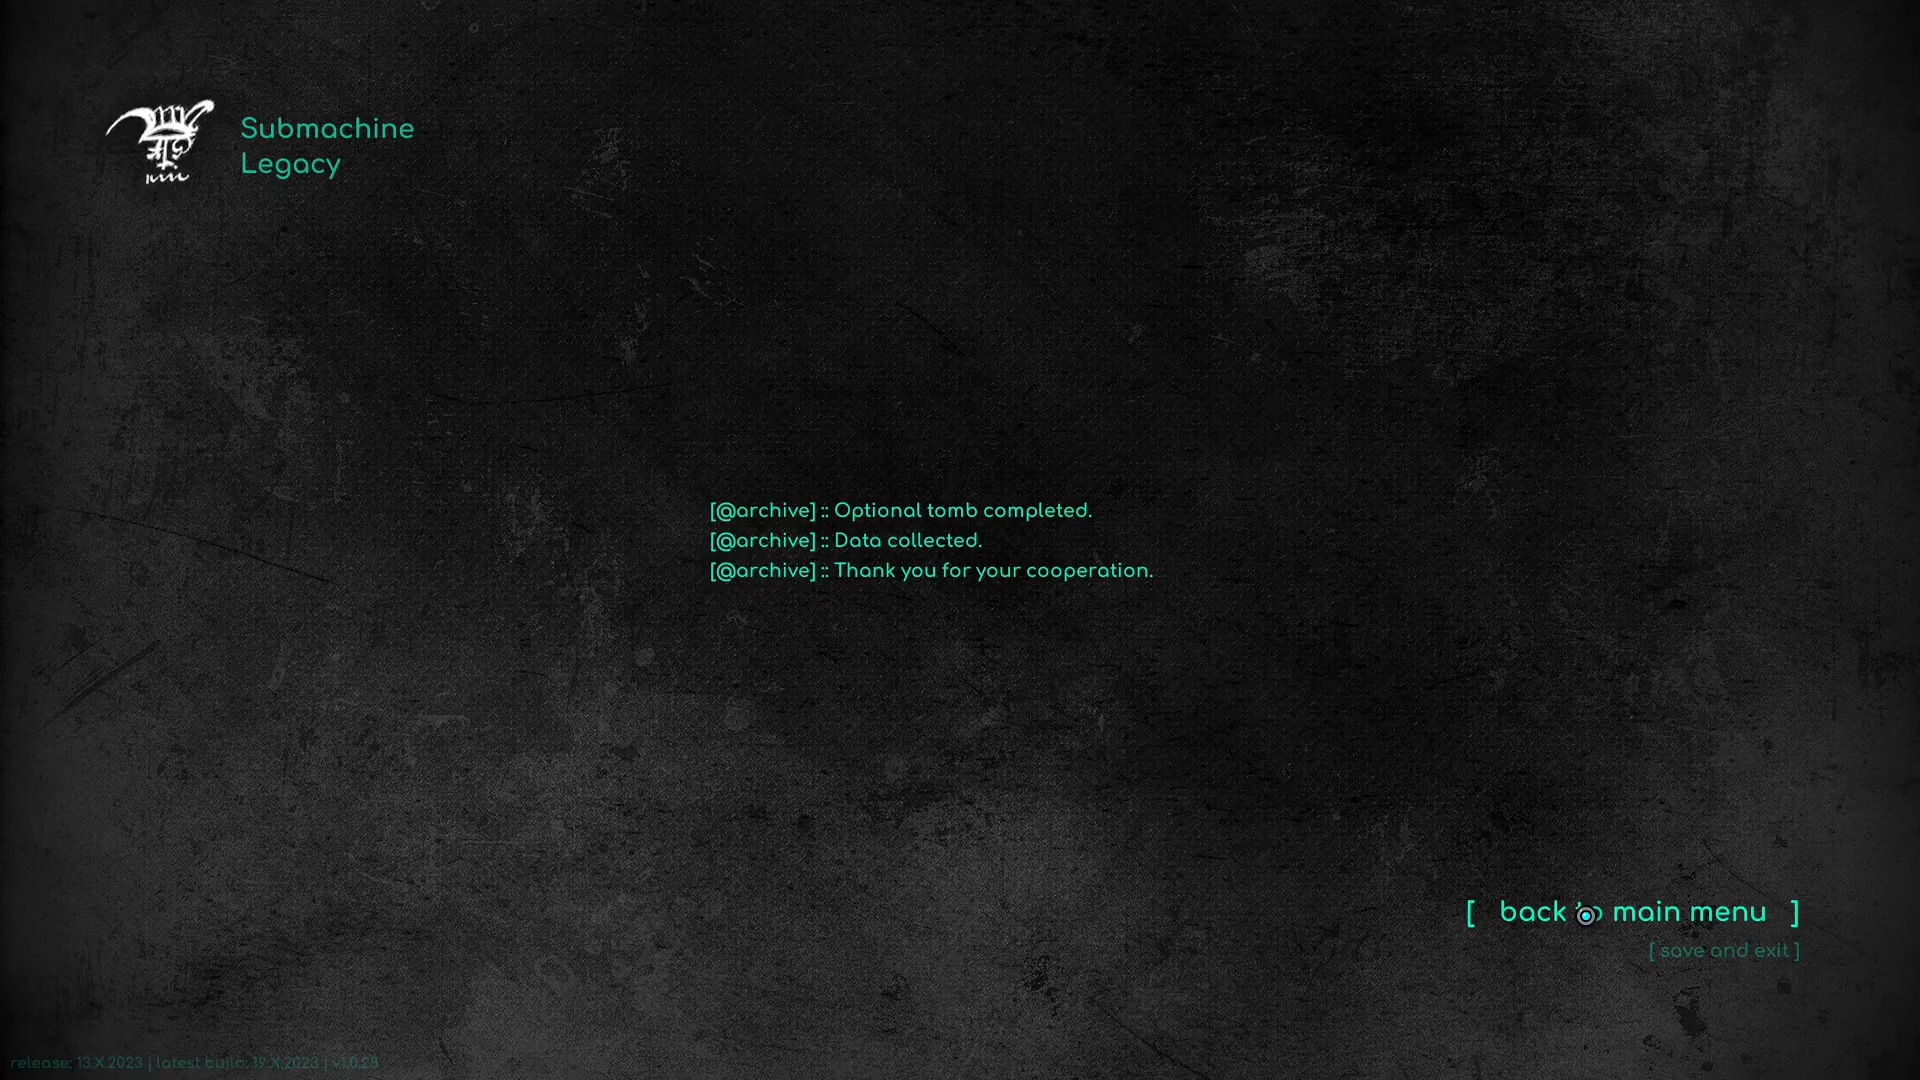 Submachine
Legacy
[@archive] :: Optional tomb completed.
[@archive] :: Data collected.
[@archive] :: Thank you for your cooperation.
[ back to main menu ]
[ save and exit ]
release: 13.X.2023 | latest build: 19.X.2023 | v1.0.28